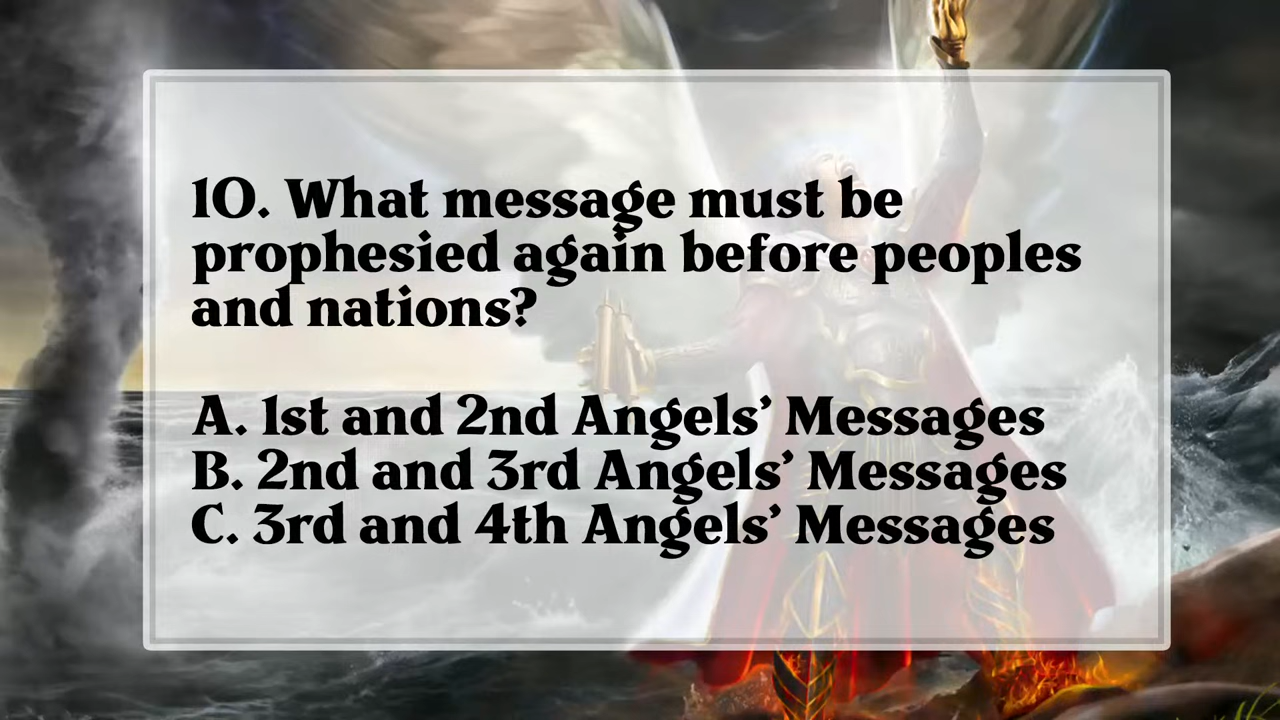 10. What message must be
prophesied again before peoples
and nations?
A. 1st and 2nd Angels’ Messages
B. 2nd and 3rd Angels’ Messages
C. 3rd and 4th Angels’ Messages